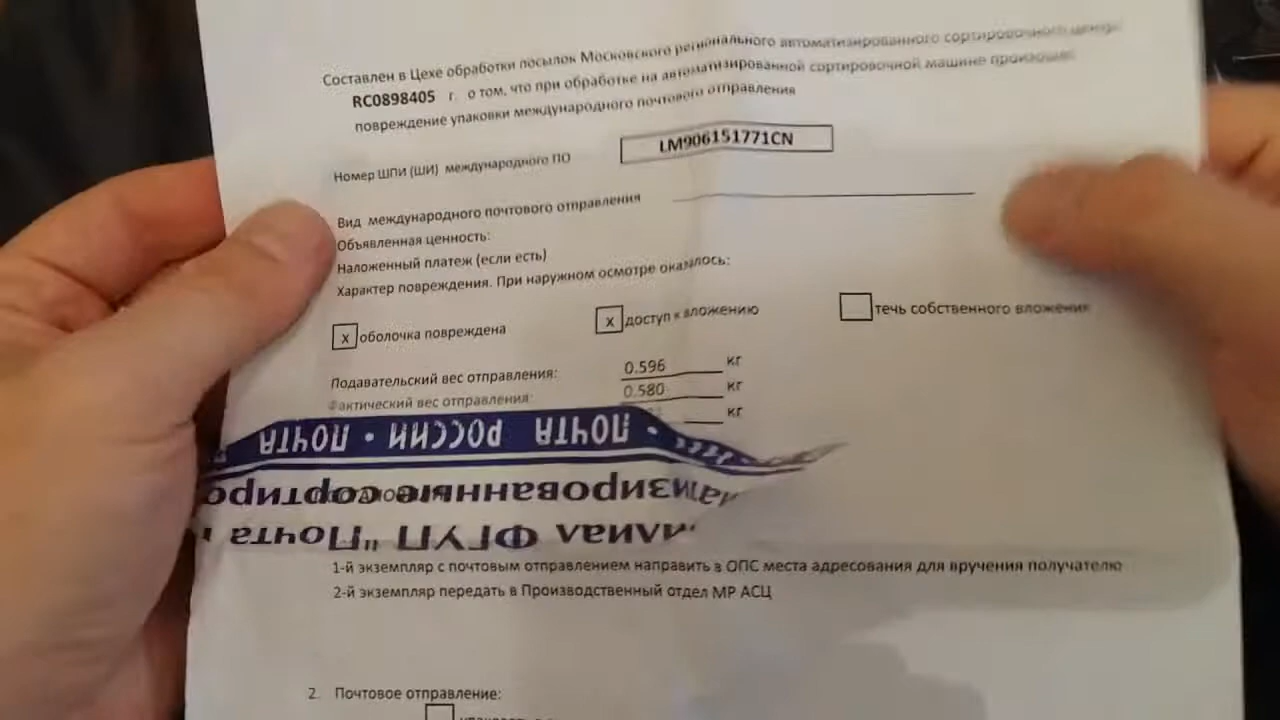 Составлен в Цехе обработки посылок Московского регионального автоматизированного сортировочного центра
RC0898405 г. о том, что при обработке на автоматизированной сортировочной машине произошло
повреждение упаковки международного почтового отправления
Номер ШПИ (ШИ) международного ПО LM906151771CN
Вид международного почтового отправления
Объявленная ценность:
Наложенный платеж (если есть)
Характер повреждения. При наружном осмотре оказалось:
x оболочка повреждена x доступ к вложению течь собственного вложения
Подавательский вес отправления: 0.596 кг
Фактический вес отправления: 0.580 кг
кг
ПОЧТА • РОССИИ • ПОЧТА
изированные сортиро
лиал ФГУП "Почта
1-й экземпляр с почтовым отправлением направить в ОПС места адресования для вручения получателю
2-й экземпляр передать в Производственный отдел МР АСЦ
2. Почтовое отправление: